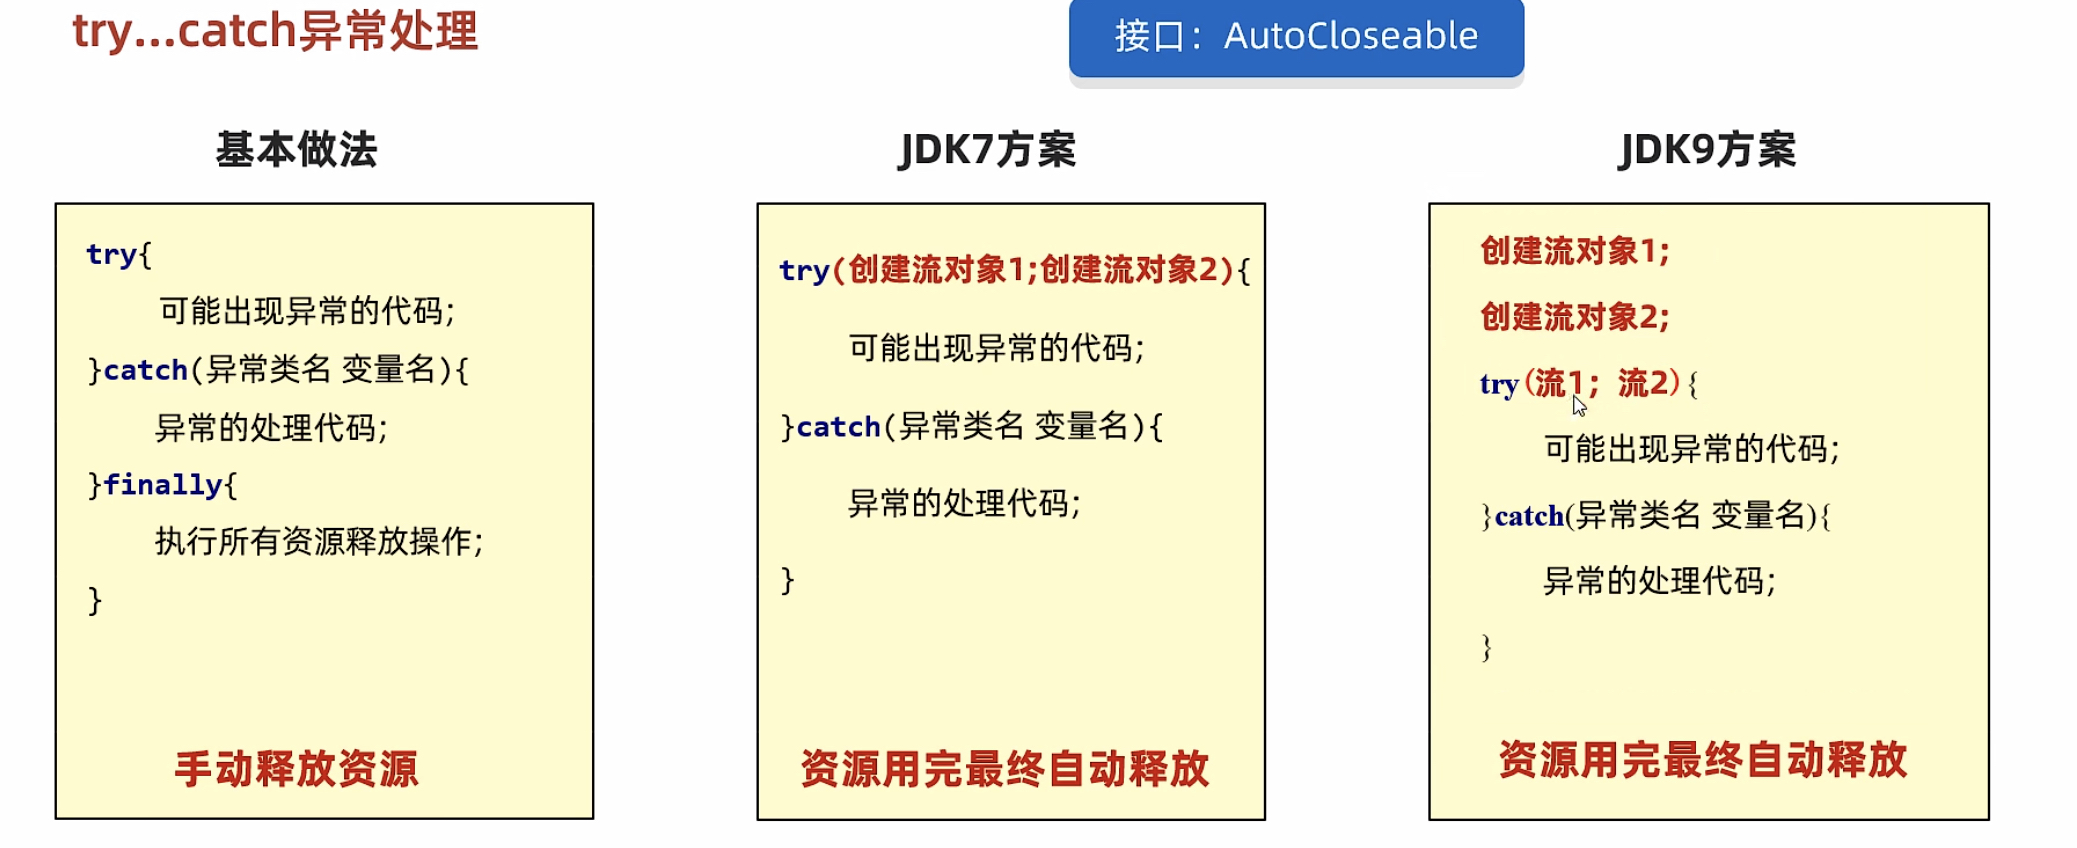 try...catch异常处理
接口：AutoCloseable
基本做法
try{
可能出现异常的代码;
}catch(异常类名 变量名){
异常的处理代码;
}finally{
执行所有资源释放操作;
}
手动释放资源
JDK7方案
try(创建流对象1;创建流对象2){
可能出现异常的代码;
}catch(异常类名 变量名){
异常的处理代码;
}
资源用完最终自动释放
JDK9方案
创建流对象1;
创建流对象2;
try(流1；流2){
可能出现异常的代码;
}catch(异常类名 变量名){
异常的处理代码;
}
资源用完最终自动释放